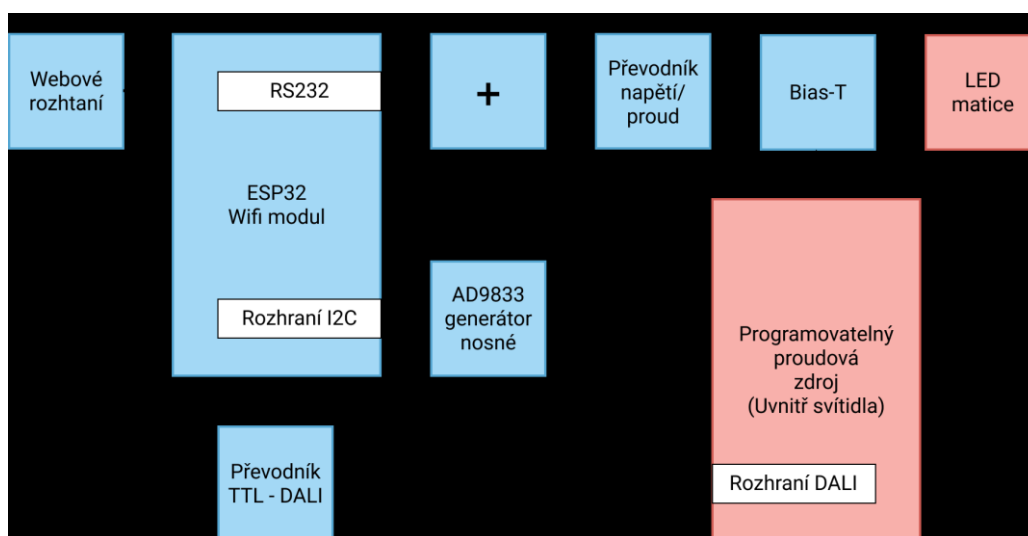 Webové
rozhtaní
RS232
ESP32
Wifi modul
Rozhraní I2C
+
AD9833
generátor
nosné
Převodník
napětí/
proud
Bias-T
LED
matice
Programovatelný
proudová
zdroj
(Uvnitř svítidla)
Rozhraní DALI
Převodník
TTL - DALI